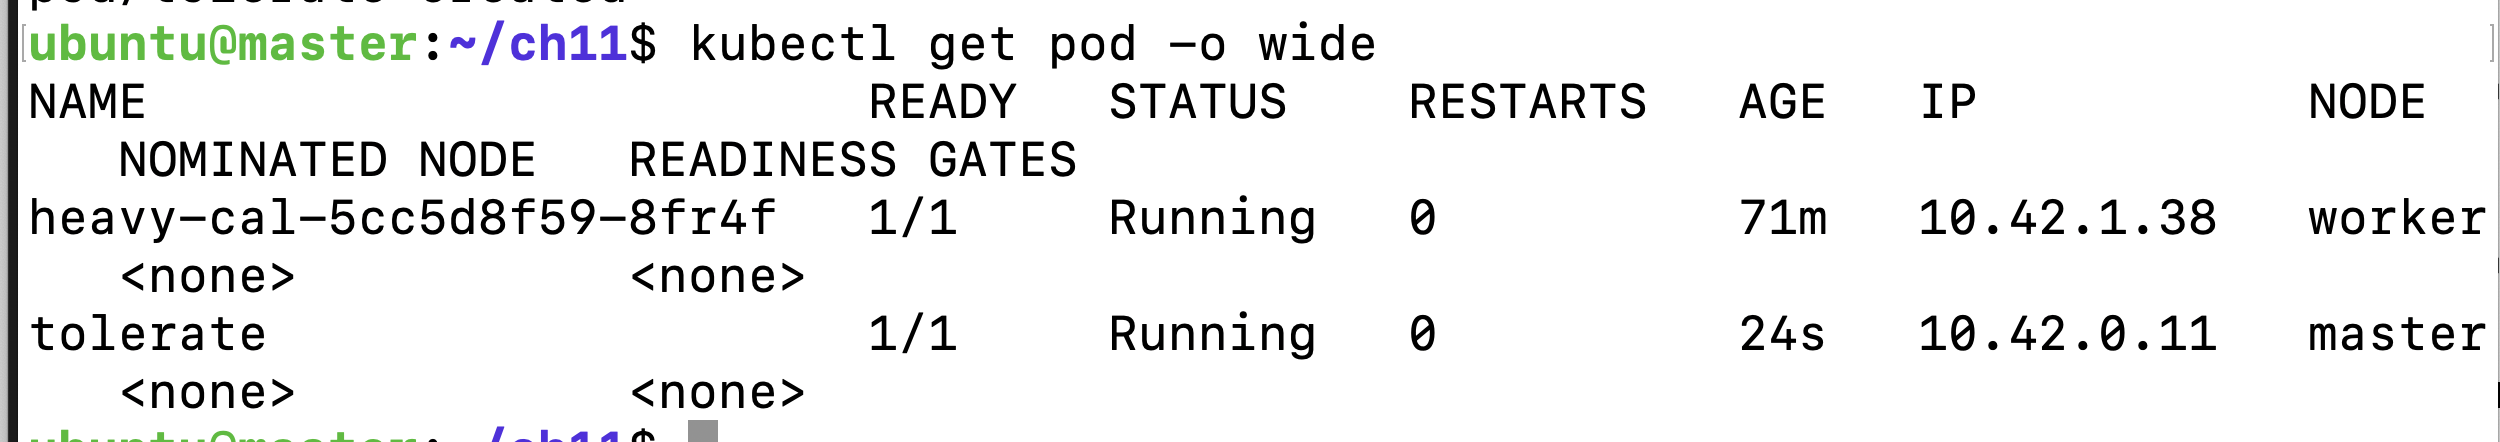 pod/tolerate created
ubuntu@master:~/ch11$ kubectl get pod -o wide
NAME                        READY   STATUS    RESTARTS   AGE   IP           NODE
   NOMINATED NODE   READINESS GATES
heavy-cal-5cc5d8f59-8fr4f   1/1     Running   0          71m   10.42.1.38   worker
   <none>           <none>
tolerate                    1/1     Running   0          24s   10.42.0.11   master
   <none>           <none>
ubuntu@master:~/ch11$